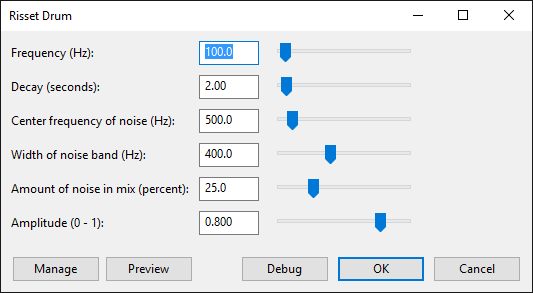 Risset Drum
Frequency (Hz): 100.0
Decay (seconds): 2.00
Center frequency of noise (Hz): 500.0
Width of noise band (Hz): 400.0
Amount of noise in mix (percent): 25.0
Amplitude (0 - 1): 0.800
Manage Preview Debug OK Cancel